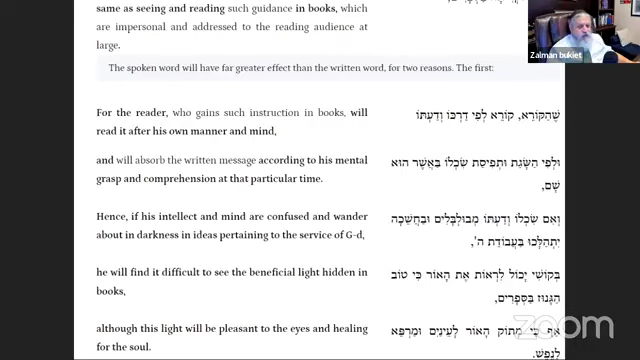 same as seeing and reading such guidance in books, which
are impersonal and addressed to the reading audience at
large.
The spoken word will have far greater effect than the written word, for two reasons. The first:
For the reader, who gains such instruction in books, will
read it after his own manner and mind,
שֶׁהַקּוֹרֵא, קוֹרֵא לְפִי דַרְכּוֹ וְדַעְתּוֹ
and will absorb the written message according to his mental
grasp and comprehension at that particular time.
וּלְפִי הַשָּׂגַת וּתְפִיסַת שִׂכְלוֹ בַּאֲשֶׁר הוּא
שָׁם,
Hence, if his intellect and mind are confused and wander
about in darkness in ideas pertaining to the service of G-d,
וְאִם שִׂכְלוֹ וְדַעְתּוֹ מְבוּלְבָּלִים וּבַחֲשֵׁכָה
יִתְהַלָּכוּ בַּעֲבוֹדַת ה',
he will find it difficult to see the beneficial light hidden in
books,
בְּקוֹשִׁי יָכוֹל לִרְאוֹת אֶת הָאוֹר כִּי טוֹב
הַגָּנוּז בַּסְּפָרִים,
although this light will be pleasant to the eyes and healing
for the soul.
אַף כִּי מָתוֹק הָאוֹר לָעֵינַיִם וּמַרְפֵּא
לַנֶּפֶשׁ.
Zalman bukiet
zoom